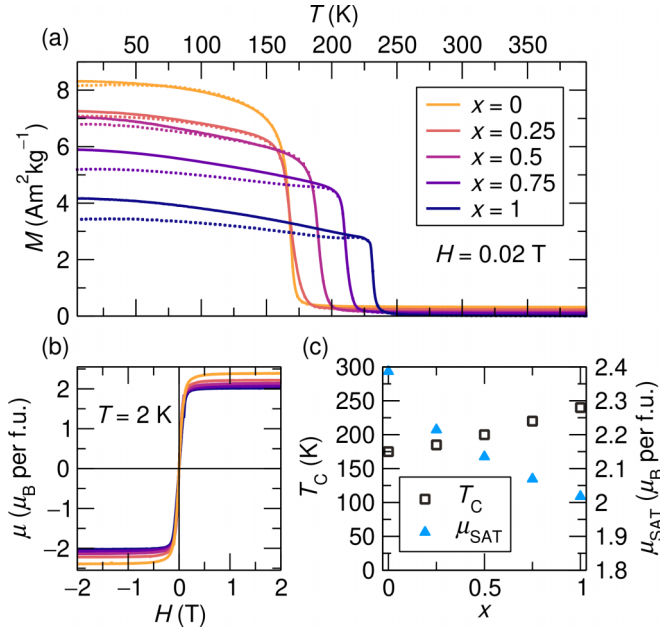 T (K)
(a) 50 100 150 200 250 300 350
8
6
4
2
0
M (Am²kg⁻¹)
x = 0
x = 0.25
x = 0.5
x = 0.75
x = 1
H = 0.02 T
(b)
2
1
0
−1
−2
μ (μB per f.u.)
T = 2 K
−2 −1 0 1 2
H (T)
(c)
300
250
200
150
100
50
0
TC (K)
TC
μSAT
2.4
2.3
2.2
2.1
2
1.9
1.8
μSAT (μB per f.u.)
0 0.25 0.5 0.75 1
x